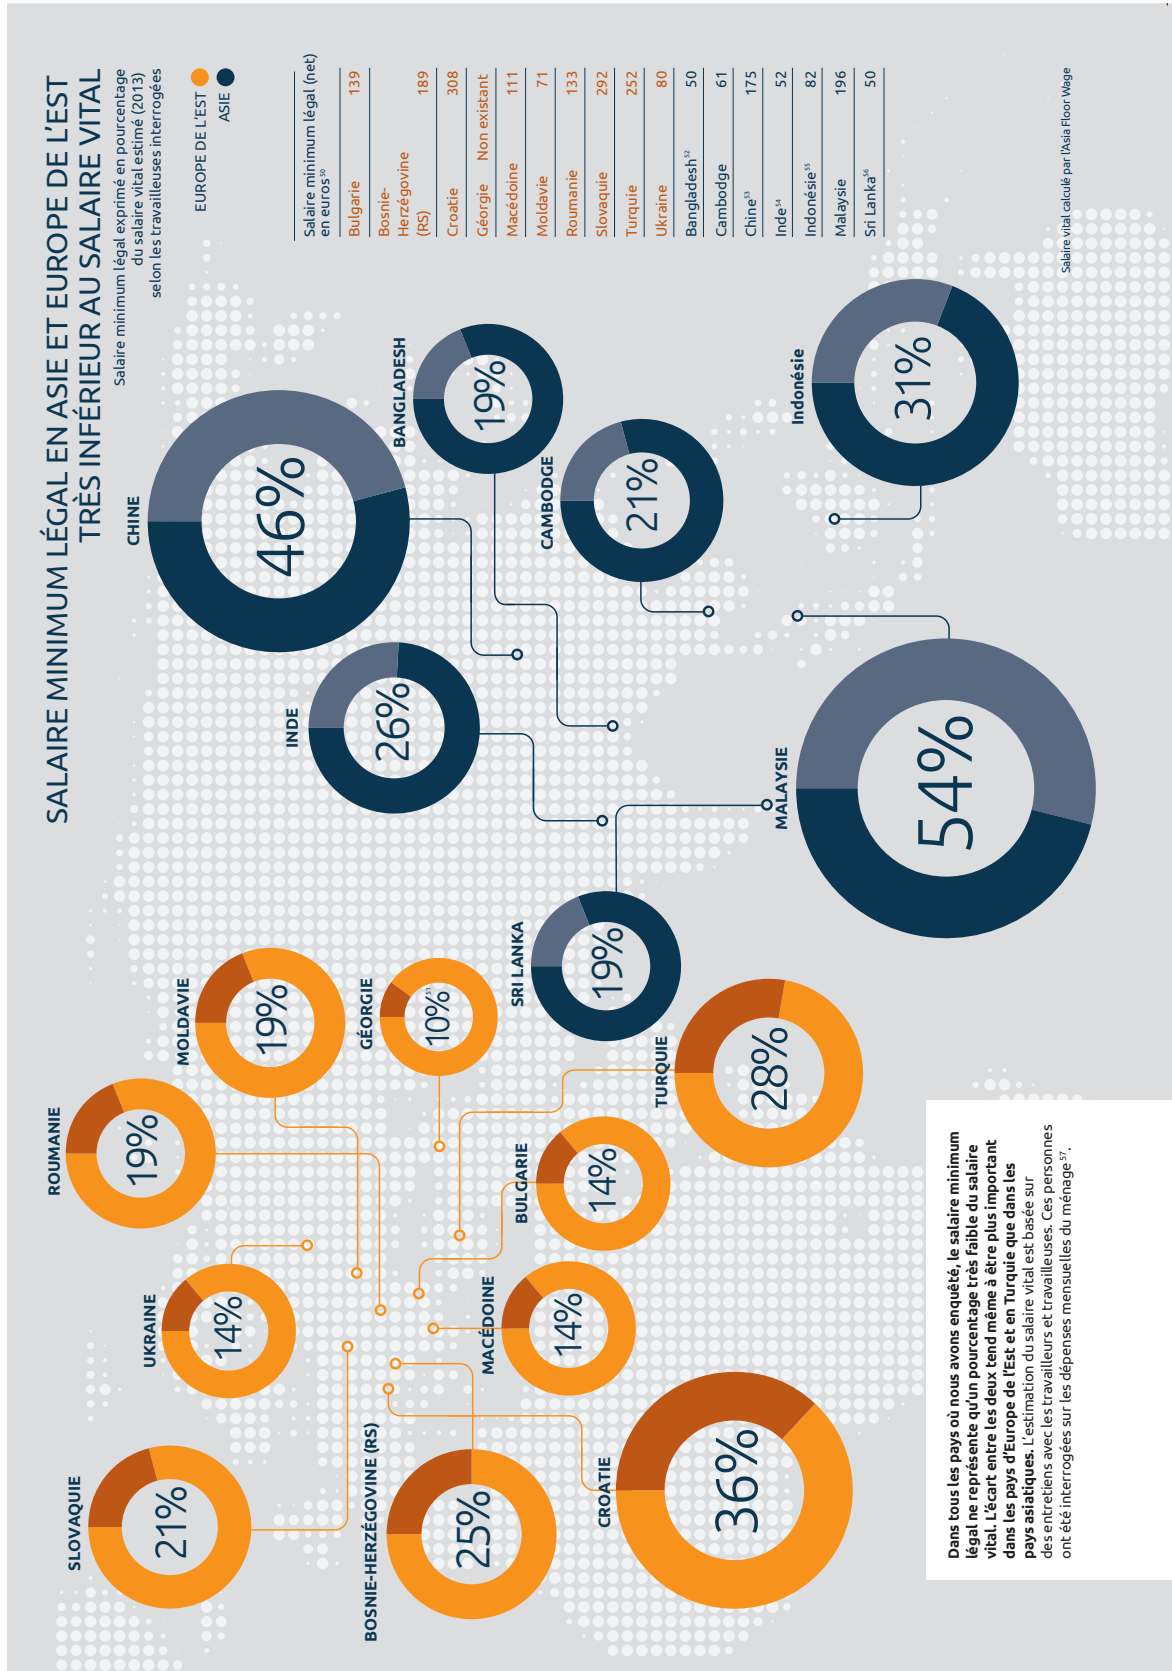 SALAIRE MINIMUM LÉGAL EN ASIE ET EUROPE DE L'EST
TRÈS INFÉRIEUR AU SALAIRE VITAL
Salaire minimum légal exprimé en pourcentage
du salaire vital estimé (2013)
selon les travailleuses interrogées
EUROPE DE L'EST
ASIE
Salaire minimum légal (net)
en euros⁵⁰
Bulgarie 139
Bosnie-
Herzégovine
(RS) 189
Croatie 308
Géorgie Non existant
Macédoine 111
Moldavie 71
Roumanie 133
Slovaquie 292
Turquie 252
Ukraine 80
Bangladesh⁵² 50
Cambodge 61
Chine⁵³ 175
Inde⁵⁴ 52
Indonésie⁵⁵ 82
Malaysie 196
Sri Lanka⁵⁶ 50
SLOVAQUIE
21%
UKRAINE
14%
ROUMANIE
19%
MOLDAVIE
19%
GÉORGIE
10%⁵¹
INDE
26%
CHINE
46%
BANGLADESH
19%
CAMBODGE
21%
BOSNIE-HERZÉGOVINE (RS)
25%
MACÉDOINE
14%
BULGARIE
14%
SRI LANKA
19%
CROATIE
36%
TURQUIE
28%
MALAYSIE
54%
Indonésie
31%
Dans tous les pays où nous avons enquêté, le salaire minimum
légal ne représente qu'un pourcentage très faible du salaire
vital. L'écart entre les deux tend même à être plus important
dans les pays d'Europe de l'Est et en Turquie que dans les
pays asiatiques. L'estimation du salaire vital est basée sur
des entretiens avec les travailleurs et travailleuses. Ces personnes
ont été interrogées sur les dépenses mensuelles du ménage⁵⁷.
Salaire vital calculé par l'Asia Floor Wage